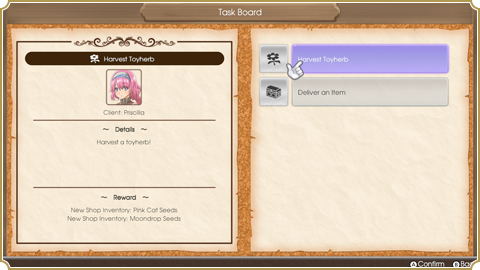 Task Board
Harvest Toyherb
Client: Priscilla
～ Details ～
Harvest a toyherb!
～ Reward ～
New Shop Inventory: Pink Cat Seeds
New Shop Inventory: Moondrop Seeds
Harvest Toyherb
Deliver an Item
A Confirm B